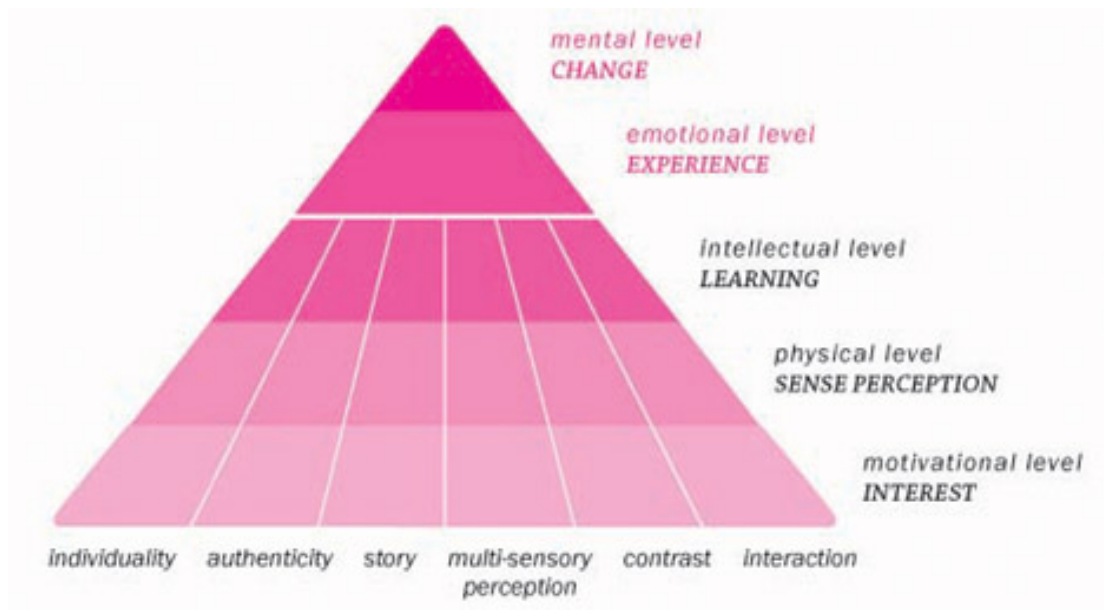 mental level
CHANGE
emotional level
EXPERIENCE
intellectual level
LEARNING
physical level
SENSE PERCEPTION
motivational level
INTEREST
individuality authenticity story multi-sensory contrast interaction
perception